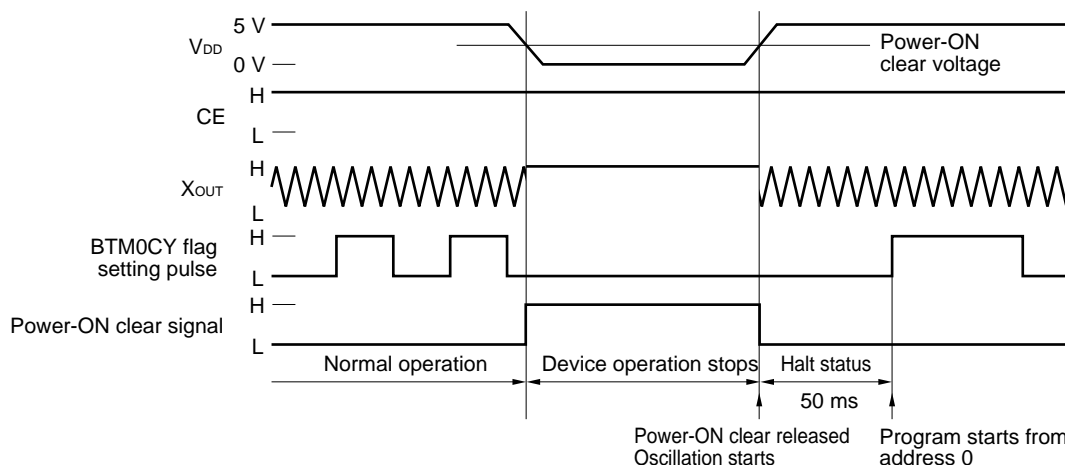 5 V
VDD
0 V
Power-ON
clear voltage
H
CE
L
H
XOUT
L
BTM0CY flag
setting pulse
H
L
Power-ON clear signal
H
L
Normal operation
Device operation stops
Halt status
50 ms
Power-ON clear released
Oscillation starts
Program starts from
address 0